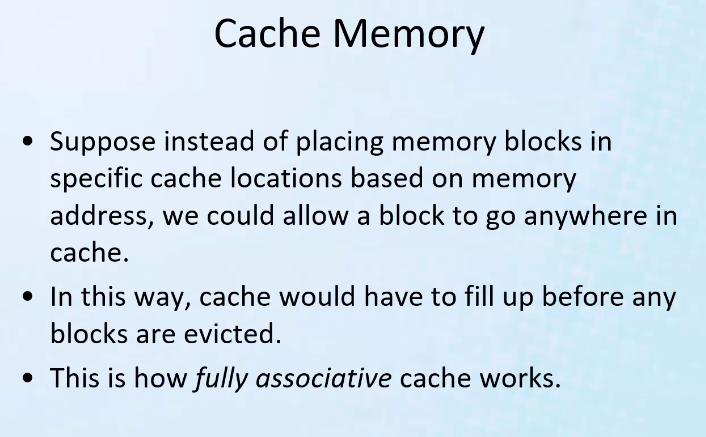 Cache Memory
• Suppose instead of placing memory blocks in
specific cache locations based on memory
address, we could allow a block to go anywhere in
cache.
• In this way, cache would have to fill up before any
blocks are evicted.
• This is how fully associative cache works.